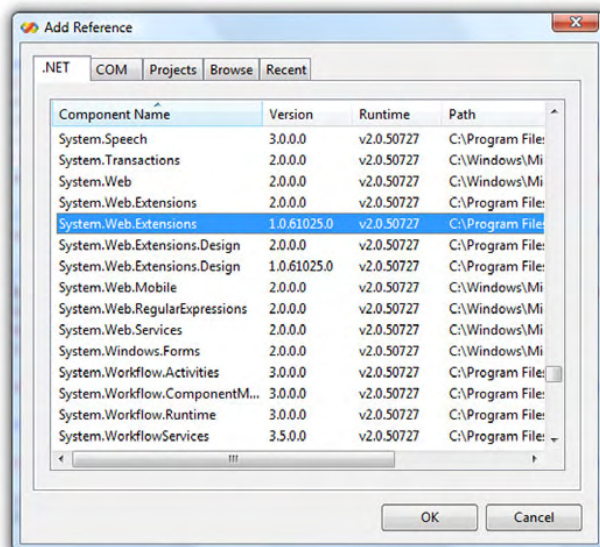 Add Reference
.NET COM Projects Browse Recent
Component Name Version Runtime Path
System.Speech 3.0.0.0 v2.0.50727 C:\Program Files
System.Transactions 2.0.0.0 v2.0.50727 C:\Windows\Mi
System.Web 2.0.0.0 v2.0.50727 C:\Windows\Mi
System.Web.Extensions 2.0.0.0 v2.0.50727 C:\Program Files
System.Web.Extensions 1.0.61025.0 v2.0.50727 C:\Program Files
System.Web.Extensions.Design 2.0.0.0 v2.0.50727 C:\Program Files
System.Web.Extensions.Design 1.0.61025.0 v2.0.50727 C:\Program Files
System.Web.Mobile 2.0.0.0 v2.0.50727 C:\Windows\Mi
System.Web.RegularExpressions 2.0.0.0 v2.0.50727 C:\Windows\Mi
System.Web.Services 2.0.0.0 v2.0.50727 C:\Windows\Mi
System.Windows.Forms 2.0.0.0 v2.0.50727 C:\Windows\Mi
System.Workflow.Activities 3.0.0.0 v2.0.50727 C:\Program Files
System.Workflow.ComponentM... 3.0.0.0 v2.0.50727 C:\Program Files
System.Workflow.Runtime 3.0.0.0 v2.0.50727 C:\Program Files
System.WorkflowServices 3.5.0.0 v2.0.50727 C:\Program Files
OK Cancel